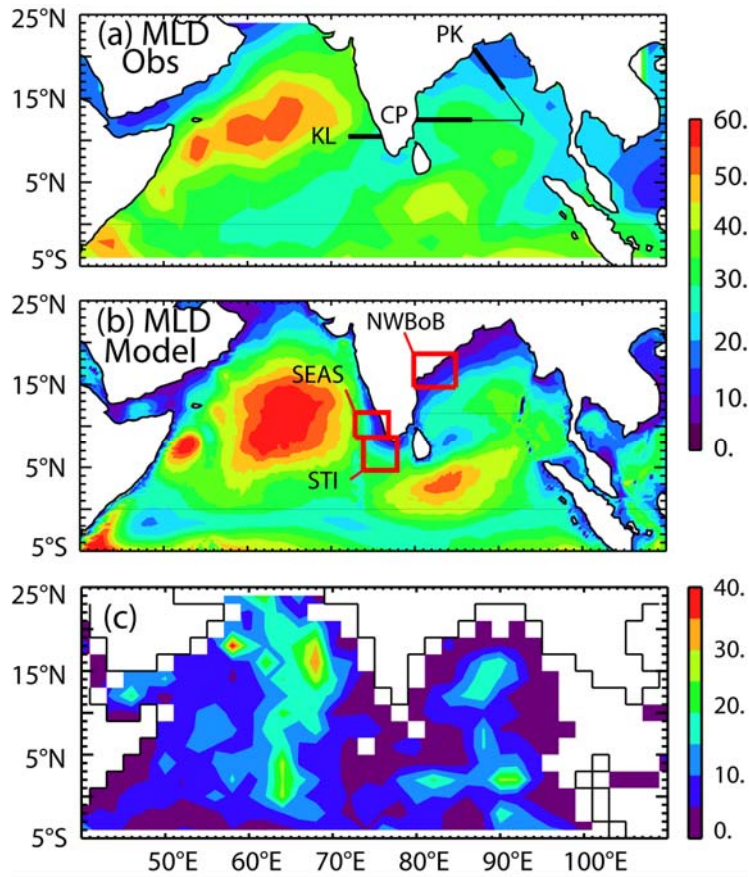 25°N
(a) MLD
Obs
PK
15°N
CP
KL
5°N
5°S
60.
50.
40.
30.
20.
10.
0.
25°N
(b) MLD
Model
NWBoB
15°N
SEAS
5°N
STI
5°S
25°N
(c)
15°N
5°N
5°S
40.
30.
20.
10.
0.
50°E 60°E 70°E 80°E 90°E 100°E